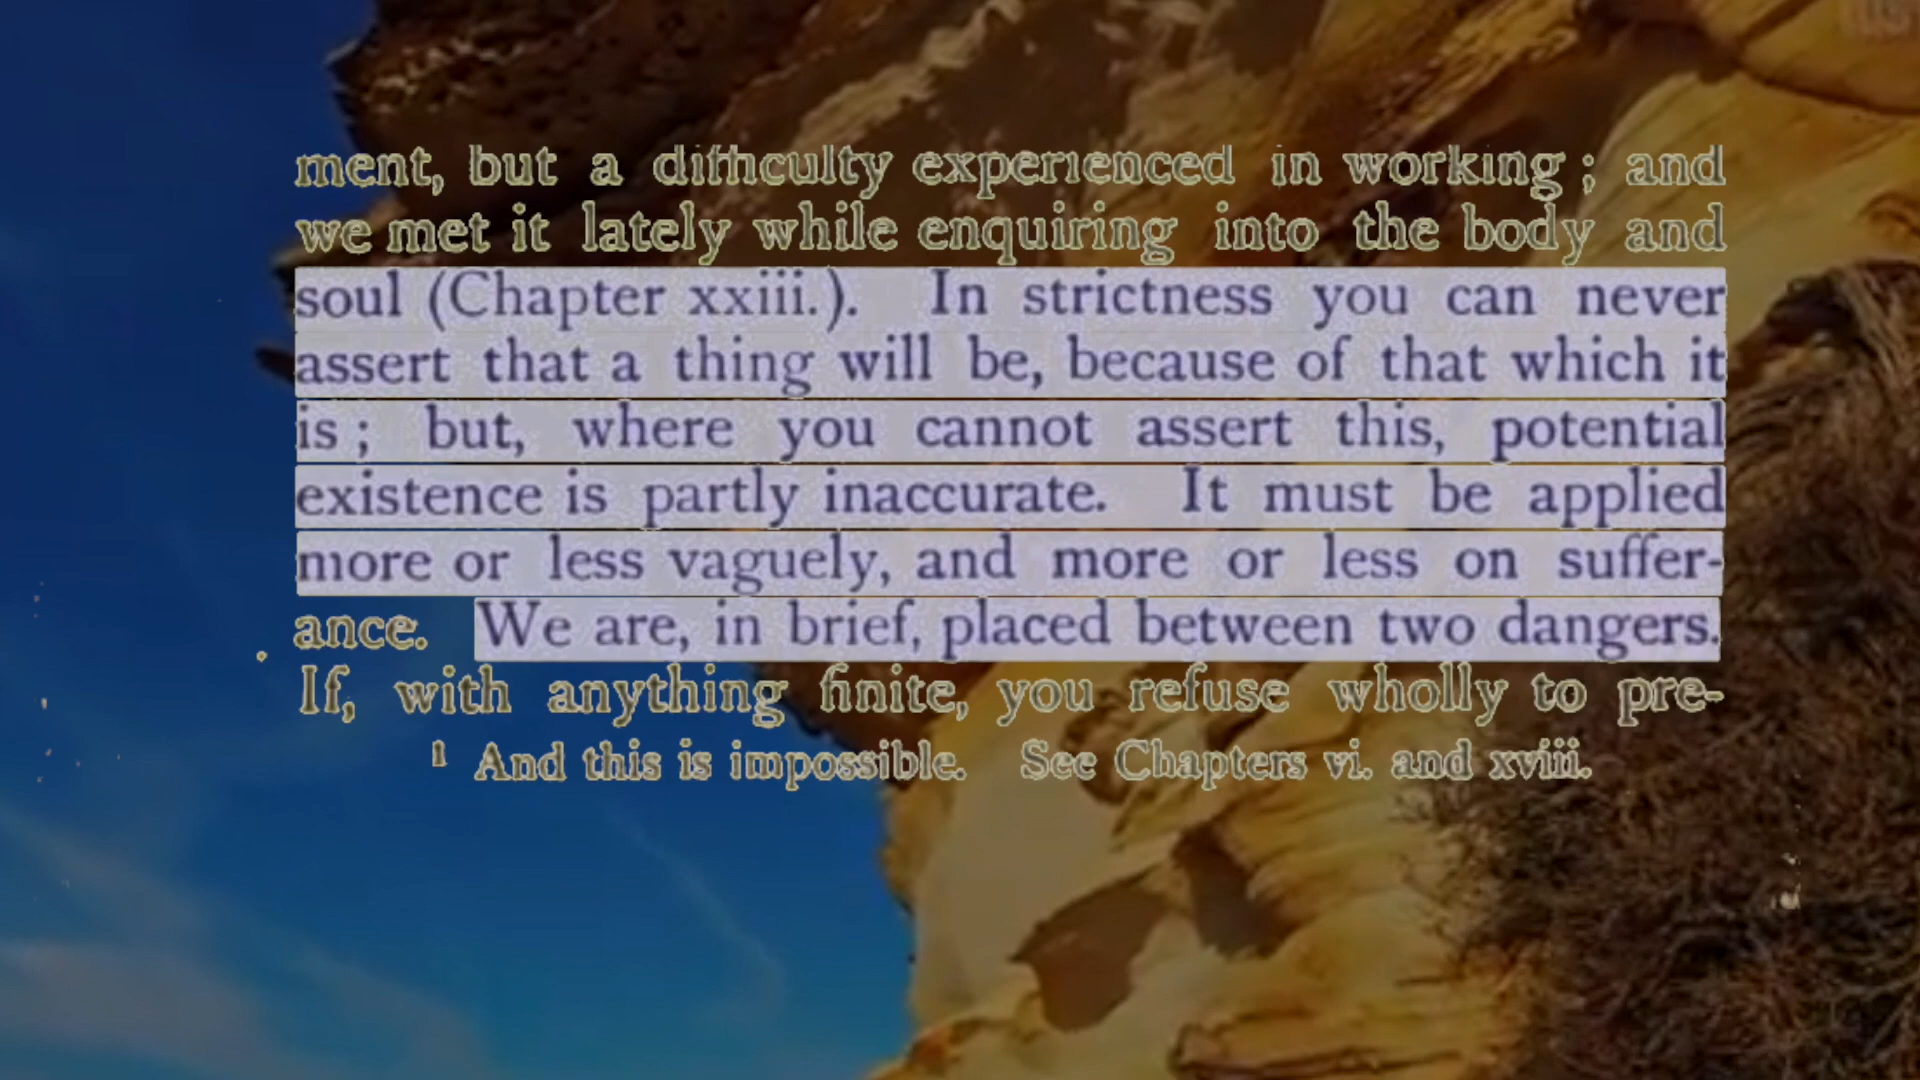 ment, but a difficulty experienced in working ; and
we met it lately while enquiring into the body and
soul (Chapter xxiii.). In strictness you can never
assert that a thing will be, because of that which it
is ; but, where you cannot assert this, potential
existence is partly inaccurate. It must be applied
more or less vaguely, and more or less on suffer-
ance. We are, in brief, placed between two dangers.
If, with anything finite, you refuse wholly to pre-
¹ And this is impossible. See Chapters vi. and xviii.